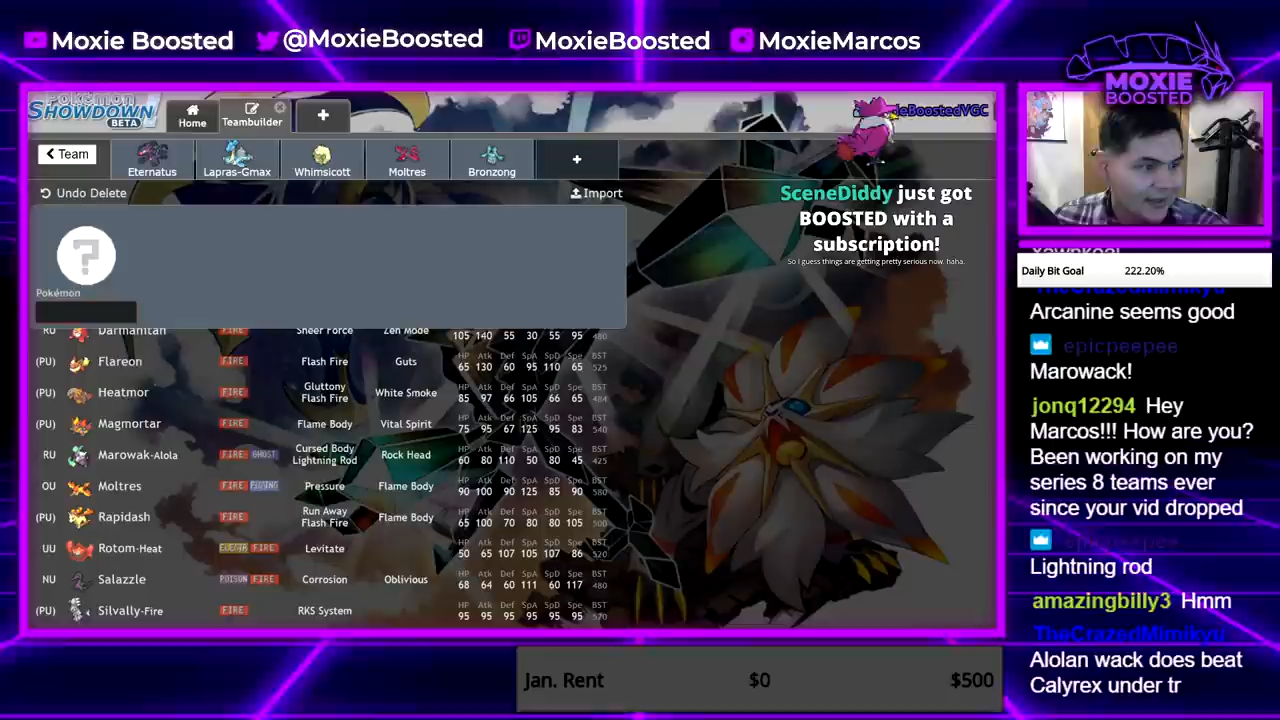 Moxie Boosted @MoxieBoosted MoxieBoosted MoxieMarcos
MOXIE
BOOSTED
Pokémon
SHOWDOWN
BETA
Home
Teambuilder
+
eBoostedVGC
Team
Eternatus
Lapras-Gmax
Whimsicott
Moltres
Bronzong
+
Undo Delete
Import
SceneDiddy just got
BOOSTED with a
subscription!
So I guess things are getting pretty serious now. haha.
?
Pokémon
RU Darmanitan FIRE Sheer Force Zen Mode 105 140 55 30 55 95 480
HP Atk Def SpA SpD Spe BST
(PU) Flareon FIRE Flash Fire Guts 65 130 60 95 110 65 525
HP Atk Def SpA SpD Spe BST
(PU) Heatmor FIRE Gluttony Flash Fire White Smoke 85 97 66 105 66 65 484
HP Atk Def SpA SpD Spe BST
(PU) Magmortar FIRE Flame Body Vital Spirit 75 95 67 125 95 83 540
HP Atk Def SpA SpD Spe BST
RU Marowak-Alola FIRE GHOST Cursed Body Lightning Rod Rock Head 60 80 110 50 80 45 425
HP Atk Def SpA SpD Spe BST
OU Moltres FIRE FLYING Pressure Flame Body 90 100 90 125 85 90 580
HP Atk Def SpA SpD Spe BST
(PU) Rapidash FIRE Run Away Flash Fire Flame Body 65 100 70 80 80 105 500
HP Atk Def SpA SpD Spe BST
UU Rotom-Heat ELECTR FIRE Levitate 50 65 107 105 107 86 520
HP Atk Def SpA SpD Spe BST
NU Salazzle POISON FIRE Corrosion Oblivious 68 64 60 111 60 117 480
HP Atk Def SpA SpD Spe BST
(PU) Silvally-Fire FIRE RKS System 95 95 95 95 95 95 570
Daily Bit Goal 222.20%
Arcanine seems good
epicpeepee
Marowack!
jonq12294 Hey
Marcos!!! How are you?
Been working on my
series 8 teams ever
since your vid dropped
epicpeepee
Lightning rod
amazingbilly3 Hmm
TheCrazedMimikyu
Alolan wack does beat
Calyrex under tr
Jan. Rent $0 $500